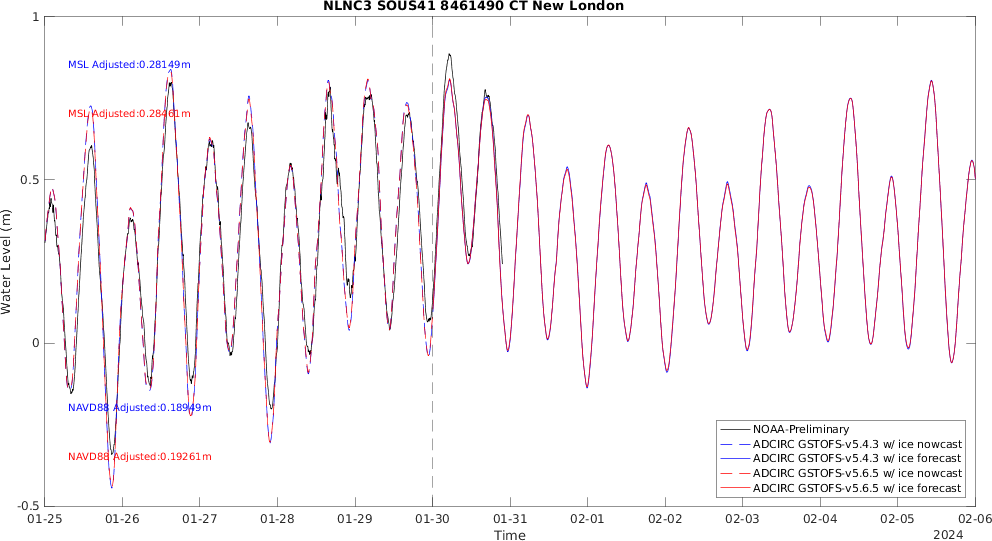 NLNC3 SOUS41 8461490 CT New London
1
0.5
0
-0.5
Water Level (m)
MSL Adjusted:0.28149m
MSL Adjusted:0.28461m
NAVD88 Adjusted:0.18949m
NAVD88 Adjusted:0.19261m
NOAA-Preliminary
ADCIRC GSTOFS-v5.4.3 w/ ice nowcast
ADCIRC GSTOFS-v5.4.3 w/ ice forecast
ADCIRC GSTOFS-v5.6.5 w/ ice nowcast
ADCIRC GSTOFS-v5.6.5 w/ ice forecast
01-25 01-26 01-27 01-28 01-29 01-30 01-31 02-01 02-02 02-03 02-04 02-05 02-06
Time
2024